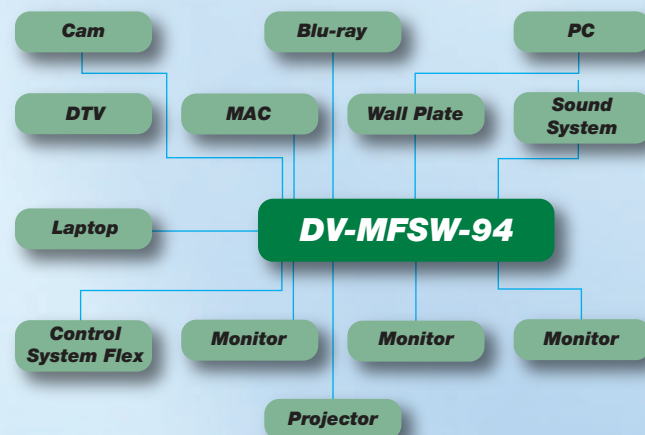 Cam
Blu-ray
PC
DTV
MAC
Wall Plate
Sound
System
Laptop
DV-MFSW-94
Control
System Flex
Monitor
Monitor
Monitor
Projector